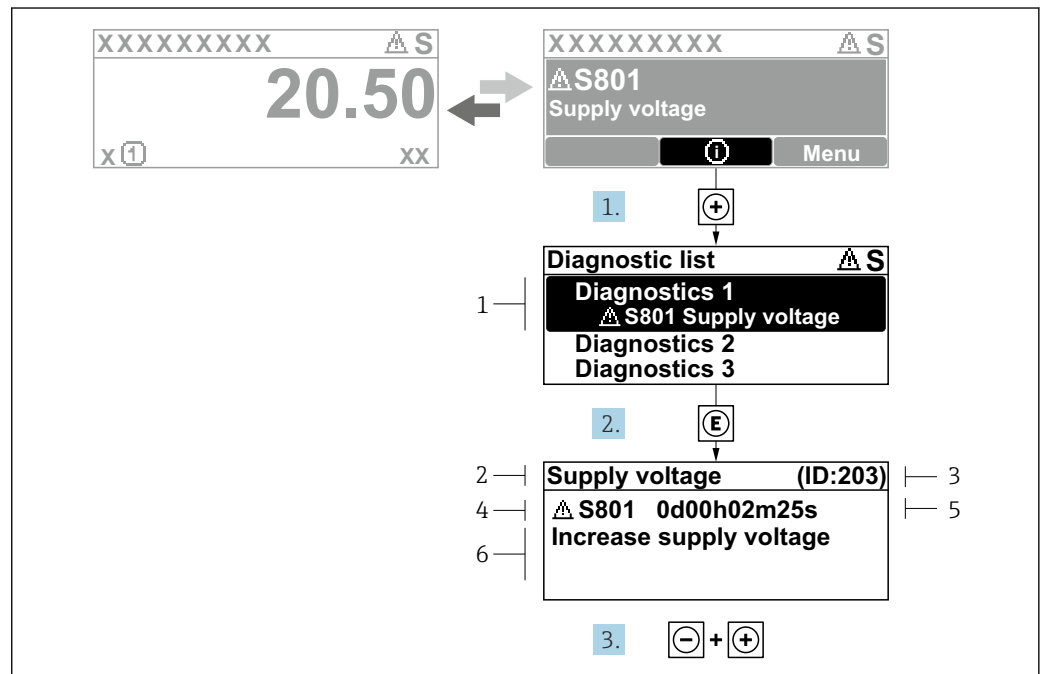 XXXXXXXXX ⚠ S
20.50
x ① xx
XXXXXXXXX ⚠ S
⚠ S801
Supply voltage
ⓘ Menu
1. +
Diagnostic list ⚠ S
1
Diagnostics 1
⚠ S801 Supply voltage
Diagnostics 2
Diagnostics 3
2. E
2 Supply voltage (ID:203) 3
4 ⚠ S801 0d00h02m25s 5
6 Increase supply voltage
3. - + +